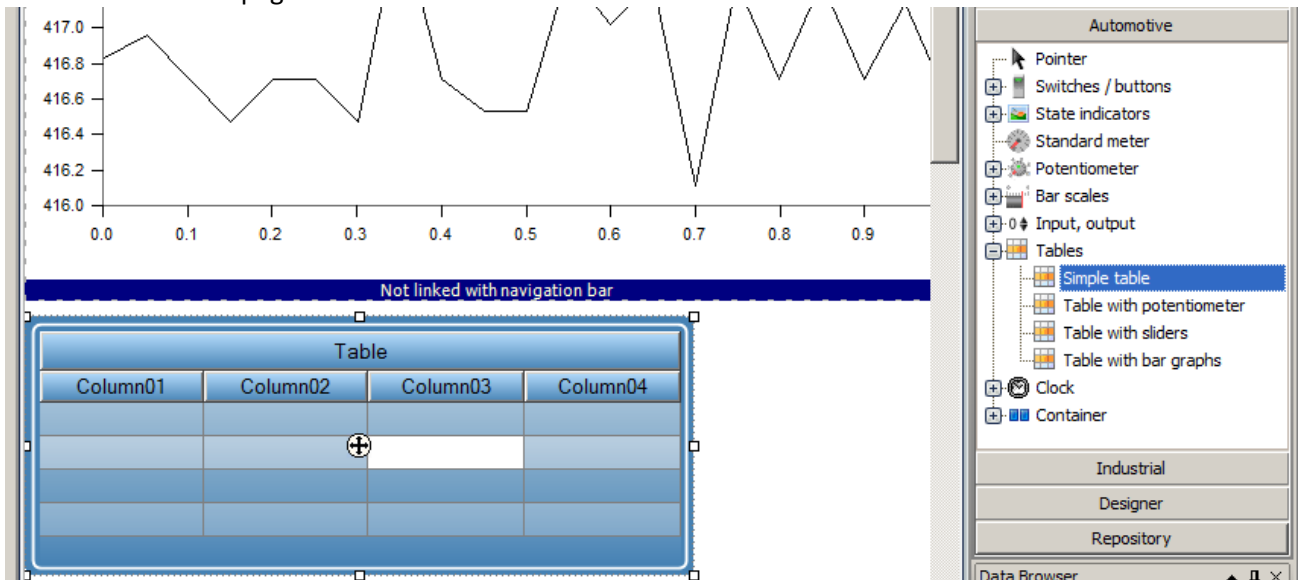 417.0
416.8
416.6
416.4
416.2
416.0
0.0 0.1 0.2 0.3 0.4 0.5 0.6 0.7 0.8 0.9
Not linked with navigation bar
Table
Column01 Column02 Column03 Column04
Automotive
Pointer
Switches / buttons
State indicators
Standard meter
Potentiometer
Bar scales
Input, output
Tables
Simple table
Table with potentiometer
Table with sliders
Table with bar graphs
Clock
Container
Industrial
Designer
Repository
Data Browser